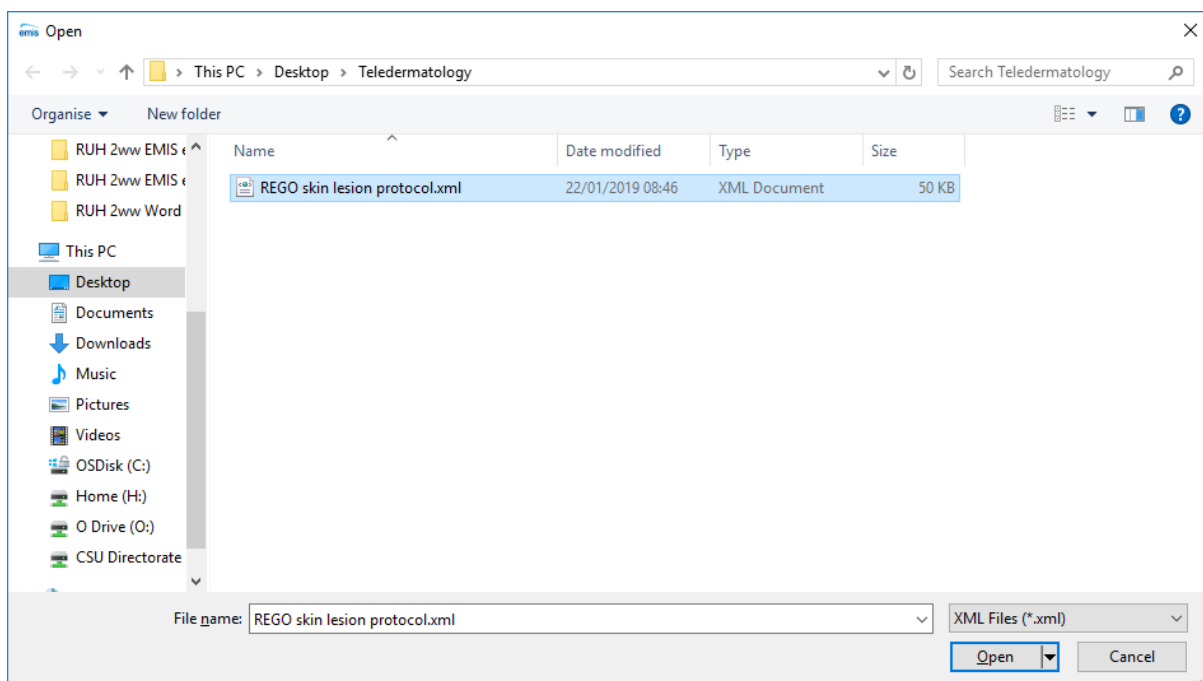 emis Open
This PC > Desktop > Teledermatology
Search Teledermatology
Organise
New folder
?
RUH 2ww EMIS e
RUH 2ww EMIS e
RUH 2ww Word
This PC
Desktop
Documents
Downloads
Music
Pictures
Videos
OSDisk (C:)
Home (H:)
O Drive (O:)
CSU Directorate
Name Date modified Type Size
REGO skin lesion protocol.xml 22/01/2019 08:46 XML Document 50 KB
File name: REGO skin lesion protocol.xml XML Files (*.xml)
Open Cancel